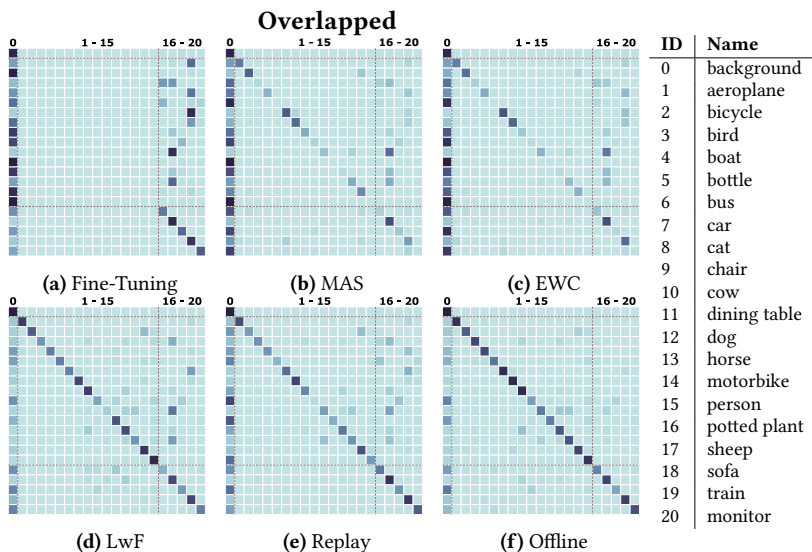 Overlapped
0 1 - 15 16 - 20
0 1 - 15 16 - 20
0 1 - 15 16 - 20
(a) Fine-Tuning
(b) MAS
(c) EWC
0 1 - 15 16 - 20
0 1 - 15 16 - 20
0 1 - 15 16 - 20
(d) LwF
(e) Replay
(f) Offline
ID Name
0 background
1 aeroplane
2 bicycle
3 bird
4 boat
5 bottle
6 bus
7 car
8 cat
9 chair
10 cow
11 dining table
12 dog
13 horse
14 motorbike
15 person
16 potted plant
17 sheep
18 sofa
19 train
20 monitor